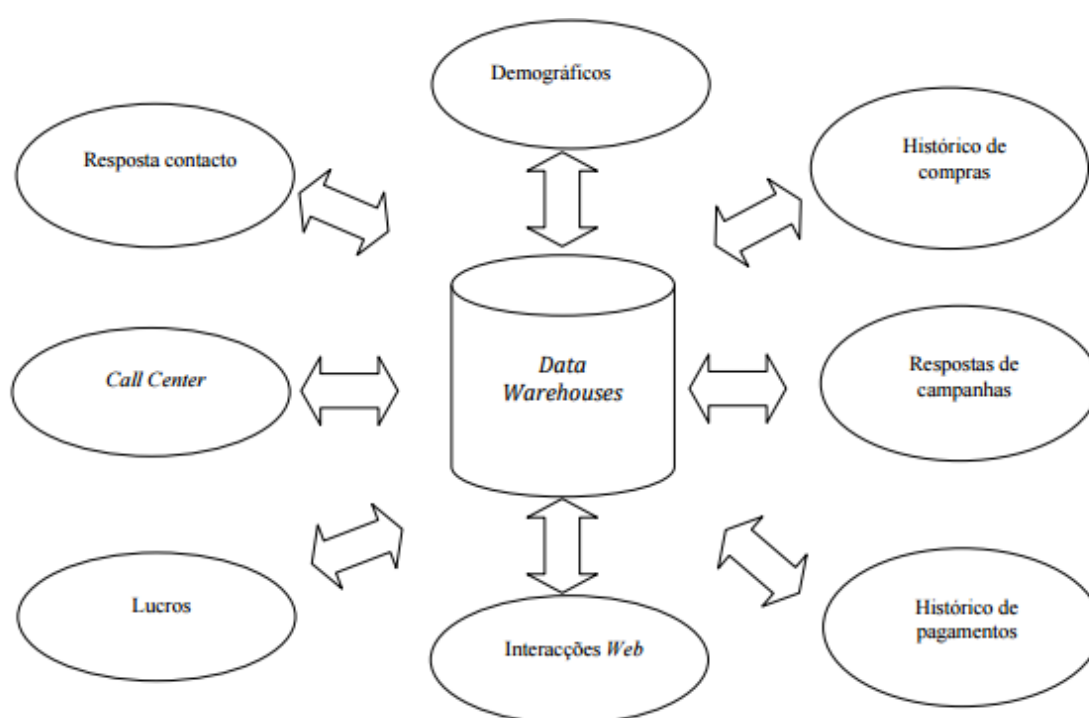 Demográficos
Resposta contacto
Histórico de
compras
Call Center
Data
Warehouses
Respostas de
campanhas
Lucros
Interacções Web
Histórico de
pagamentos